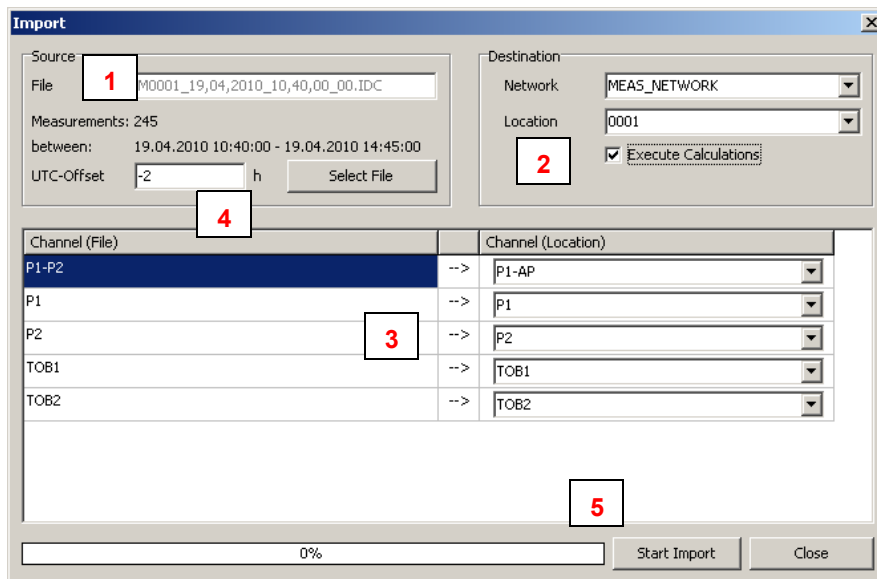 Import
Source
File 1 M0001_19,04,2010_10,40,00_00.IDC
Measurements: 245
between: 19.04.2010 10:40:00 - 19.04.2010 14:45:00
UTC-Offset -2 h Select File
4
Destination
Network MEAS_NETWORK
Location 0001
2 Execute Calculations
Channel (File) Channel (Location)
P1-P2 --> P1-AP
P1 --> P1
P2 3 --> P2
TOB1 --> TOB1
TOB2 --> TOB2
5
0% Start Import Close